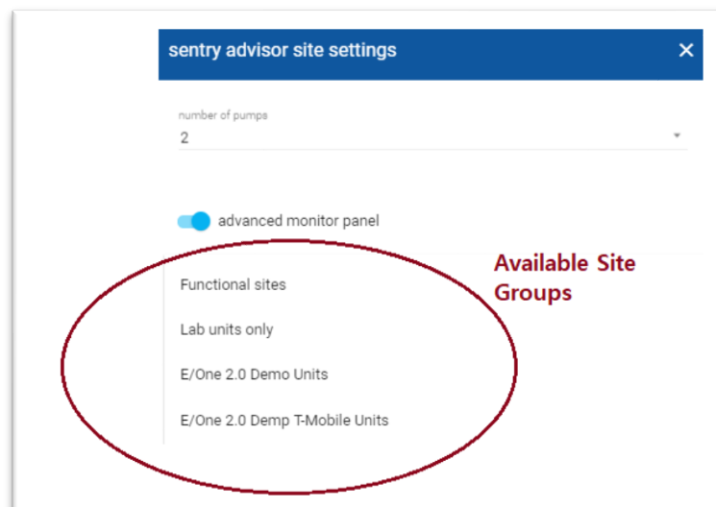 sentry advisor site settings ×
number of pumps
2
advanced monitor panel
Available Site
Groups
Functional sites
Lab units only
E/One 2.0 Demo Units
E/One 2.0 Demp T-Mobile Units